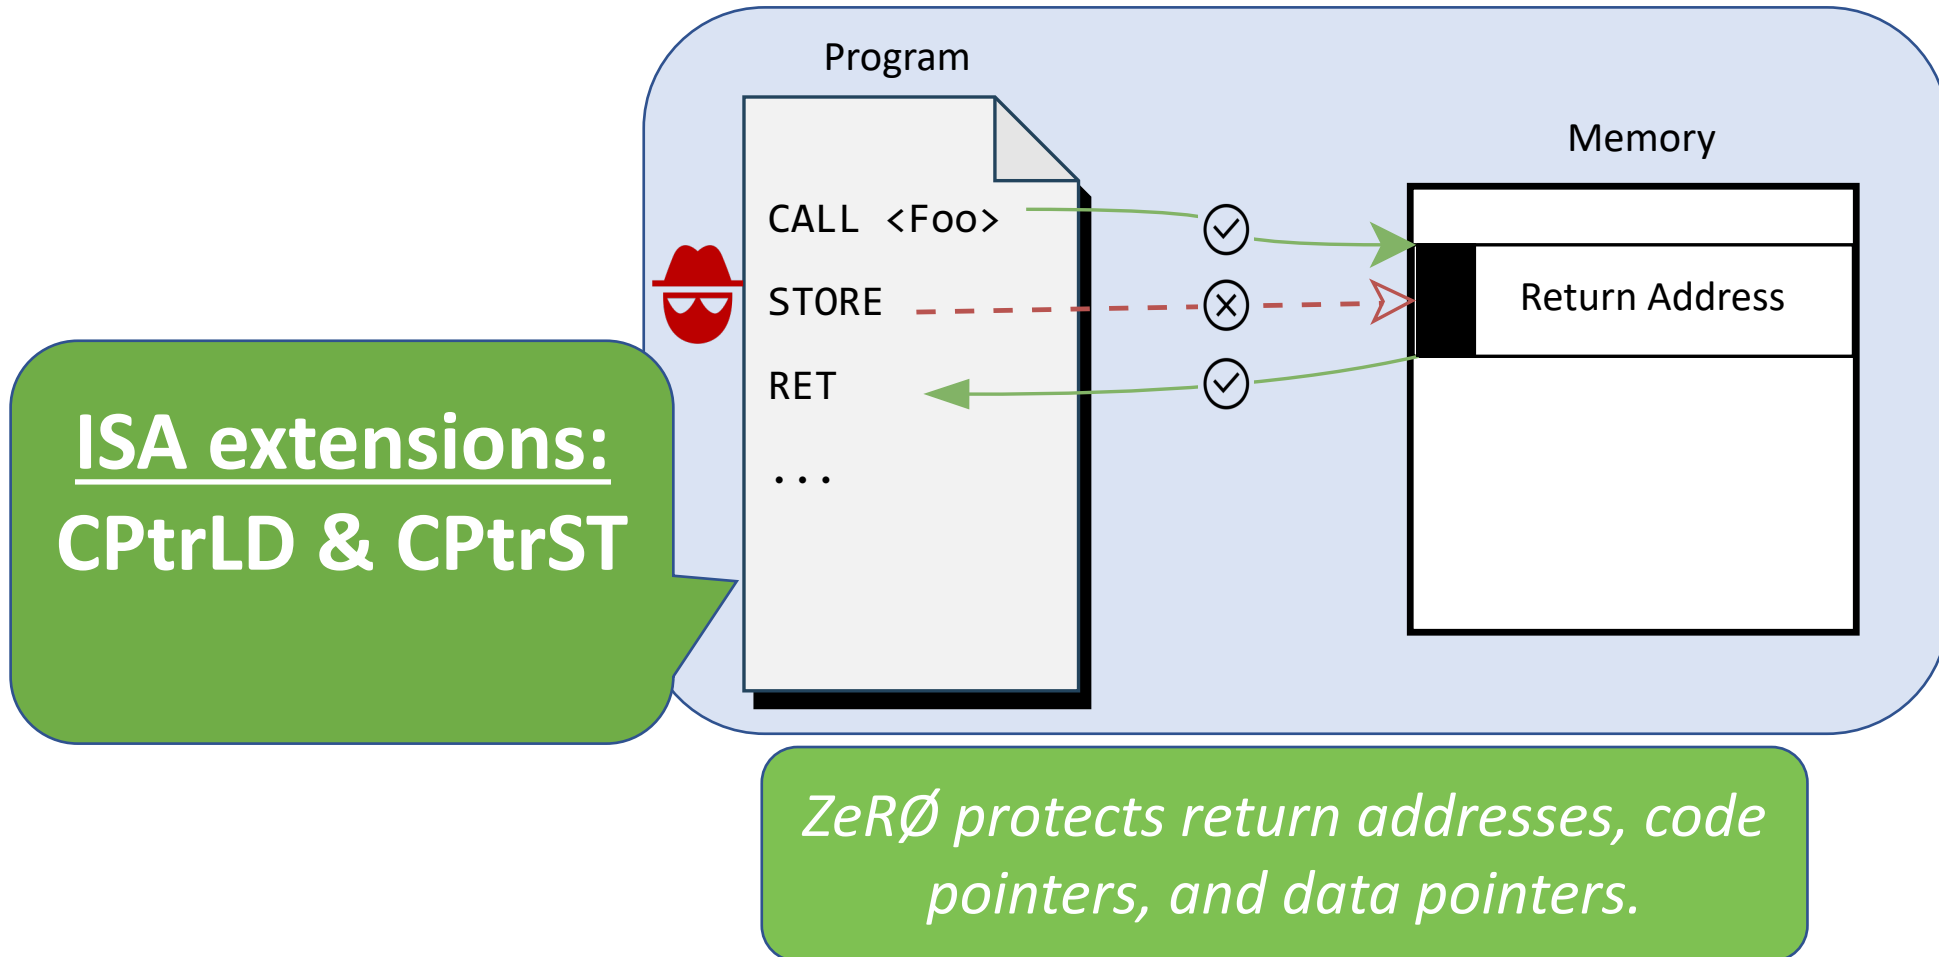 Program
Memory
CALL <Foo>
STORE
RET
...
Return Address
ISA extensions:
CPtrLD & CPtrST
ZeRØ protects return addresses, code
pointers, and data pointers.